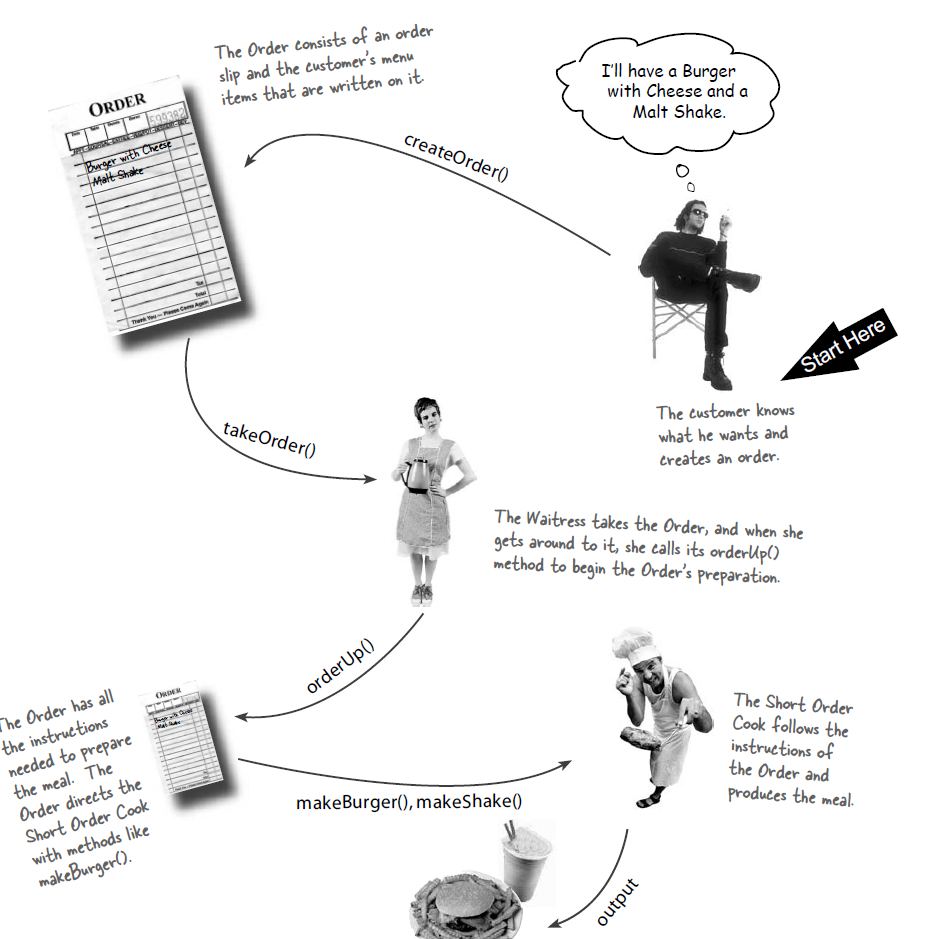 The Order consists of an order
slip and the customer's menu
items that are written on it.
I'll have a Burger
with Cheese and a
Malt Shake.
ORDER
599382
Burger with Cheese
Malt Shake
Tax
Total
Thank You — Please Come Again
createOrder()
Start Here
The customer knows
what he wants and
creates an order.
takeOrder()
The Waitress takes the Order, and when she
gets around to it, she calls its orderUp()
method to begin the Order's preparation.
orderUp()
The Order has all
the instructions
needed to prepare
the meal. The
Order directs the
Short Order Cook
with methods like
makeBurger().
ORDER
Burger with Cheese
Malt Shake
makeBurger(), makeShake()
The Short Order
Cook follows the
instructions of
the Order and
produces the meal.
output